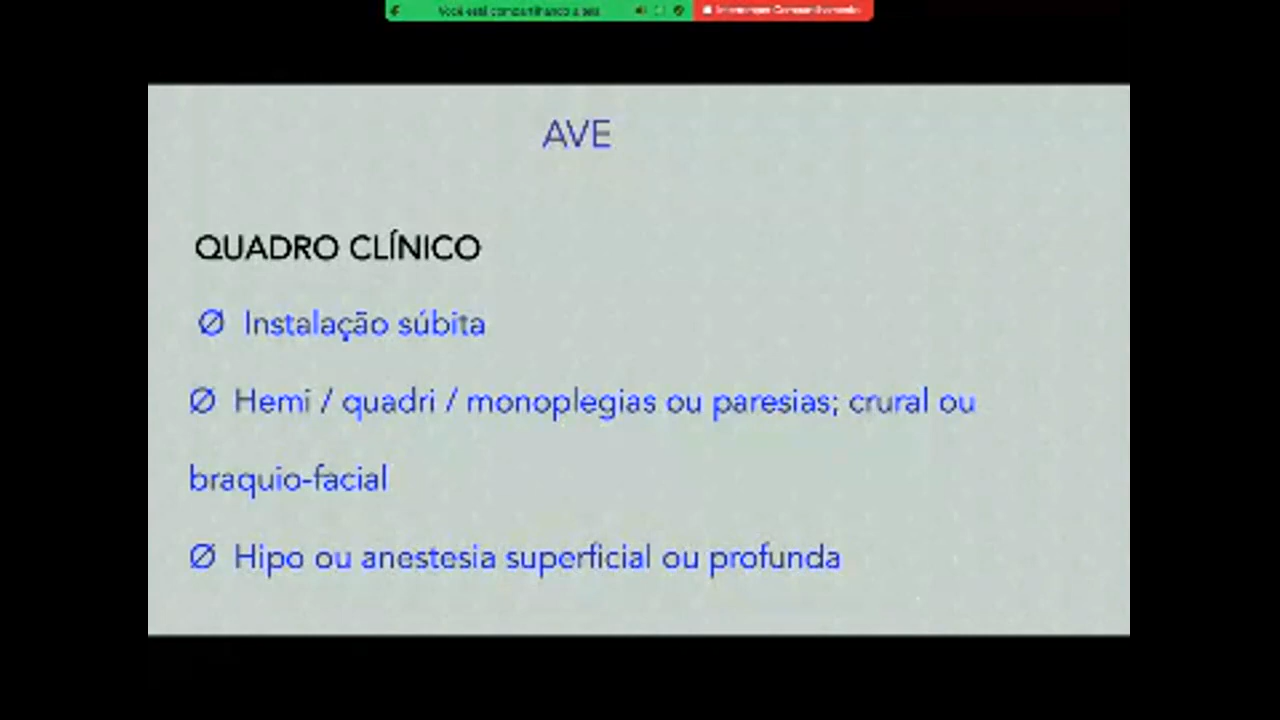 Você está compartilhando a tela
Interromper Compartilhamento
AVE
QUADRO CLÍNICO
Ø Instalação súbita
Ø Hemi / quadri / monoplegias ou paresias; crural ou
braquio-facial
Ø Hipo ou anestesia superficial ou profunda